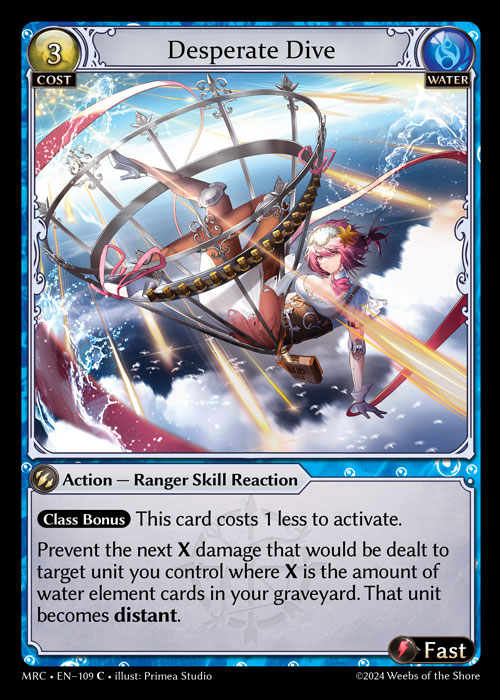 3
Desperate Dive
COST
WATER
Action — Ranger Skill Reaction
Class Bonus This card costs 1 less to activate.
Prevent the next X damage that would be dealt to
target unit you control where X is the amount of
water element cards in your graveyard. That unit
becomes distant.
Fast
MRC • EN–109 C • illust: Primea Studio
©2024 Weebs of the Shore